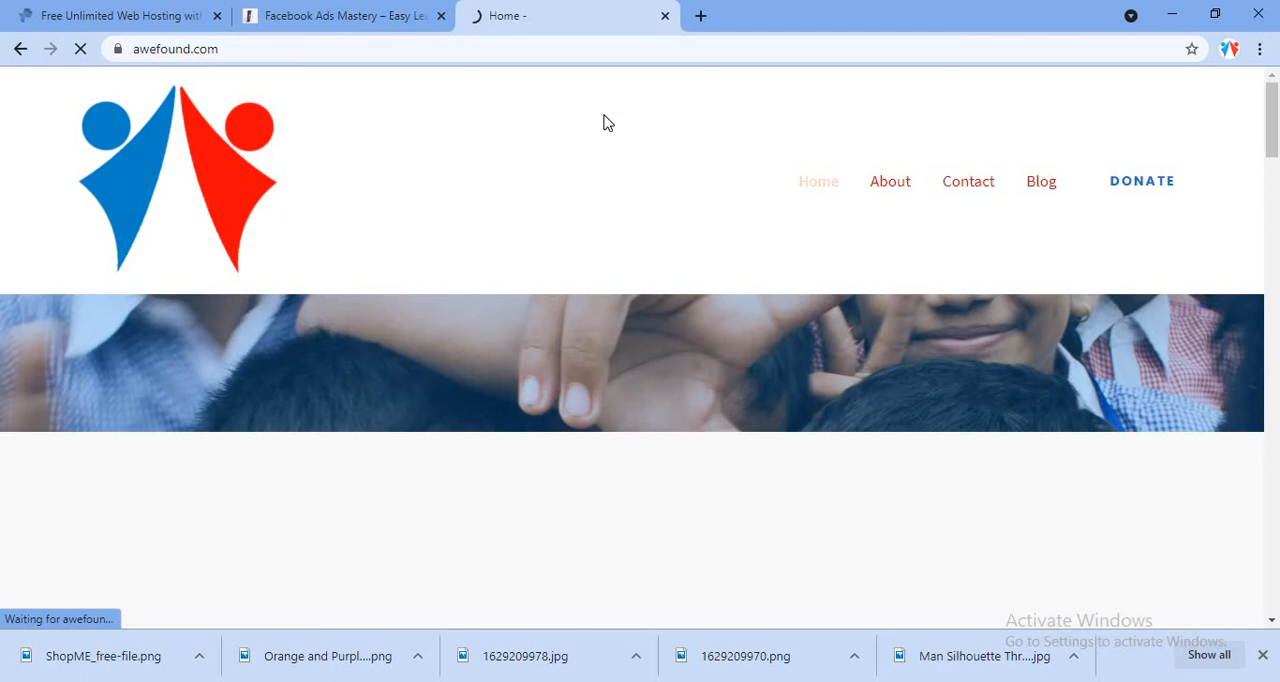 Free Unlimited Web Hosting wit
Facebook Ads Mastery – Easy Le
Home -
awefound.com
Home
About
Contact
Blog
DONATE
Waiting for awefoun...
Activate Windows
Go to Settings to activate Windows.
ShopME_free-file.png
Orange and Purpl....png
1629209978.jpg
1629209970.png
Man Silhouette Thr....jpg
Show all